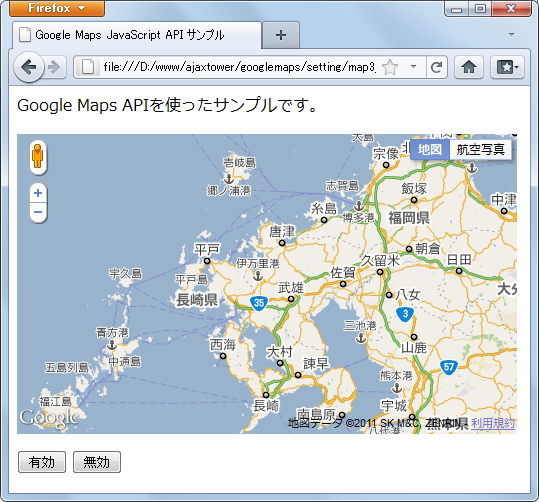 Firefox
Google Maps JavaScript API サンプル
file:///D:/www/ajaxtower/googlemaps/setting/map3
Google Maps APIを使ったサンプルです。
地図
航空写真
宗像
壱岐島
郷ノ浦港
志賀島
飯塚
中津
糸島
博多港
福岡県
唐津
平戸
伊万里港
朝倉
日田
久留米
佐賀
宇久島
平戸島
長崎県
武雄
八女
35
3
青方港
中通島
西海
三池港
山鹿
大村
諫早
57
五島列島
熊本港
福江島
長崎
宇城
南島原
熊本県
Google
地図データ ©2011 SK M&C, ZENRIN
利用規約
有効
無効